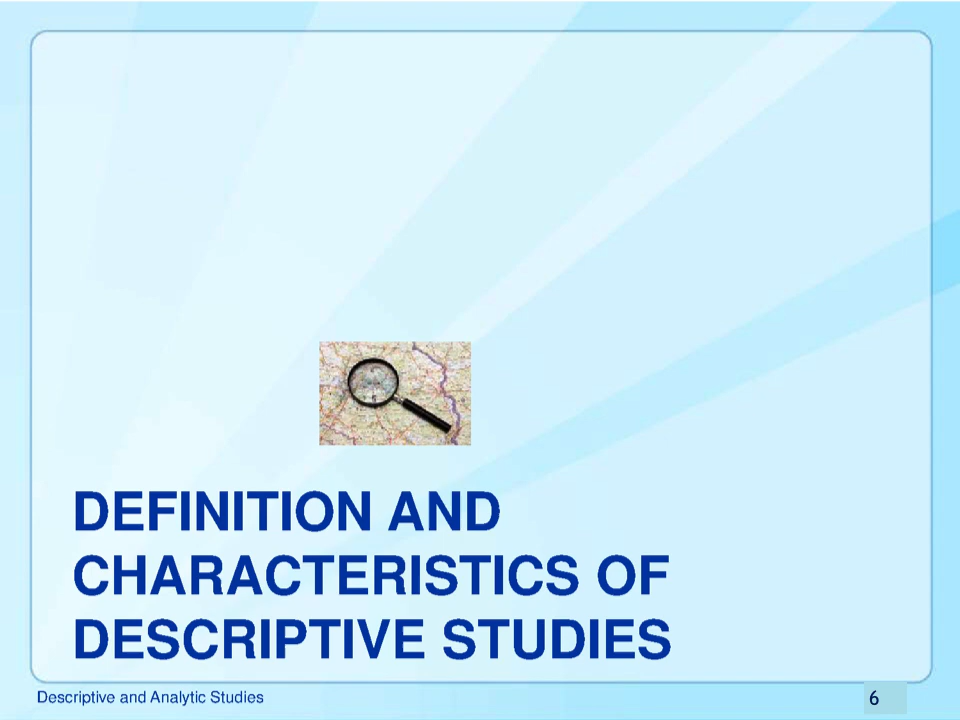 DEFINITION AND
CHARACTERISTICS OF
DESCRIPTIVE STUDIES
Descriptive and Analytic Studies
6